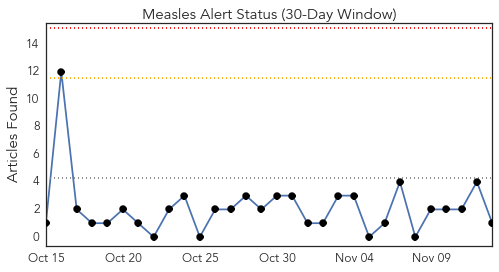 Measles Alert Status (30-Day Window)
Articles Found
14
12
10
8
6
4
2
0
Oct 15
Oct 20
Oct 25
Oct 30
Nov 04
Nov 09